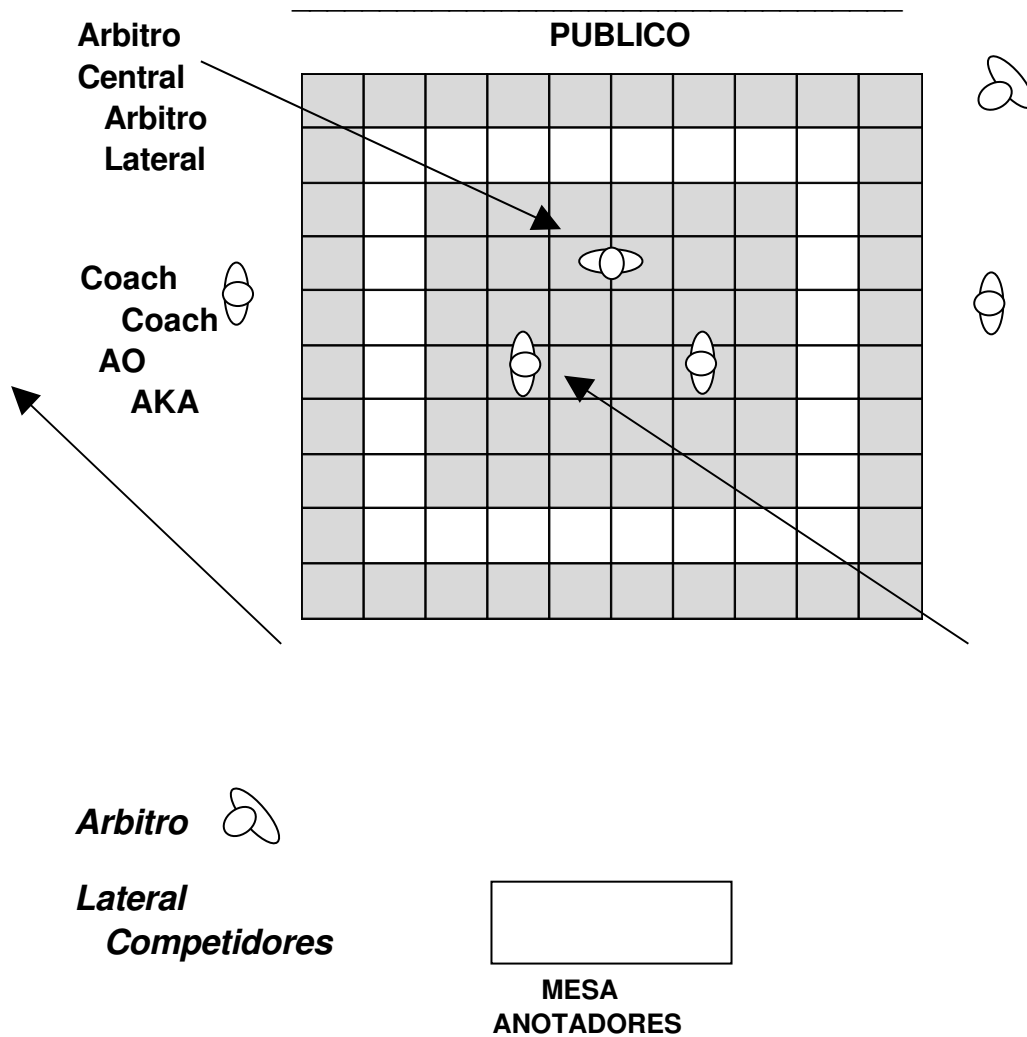 PUBLICO
Arbitro
Central
Arbitro
Lateral
Coach
Coach
AO
AKA
Arbitro
Lateral
Competidores
MESA
ANOTADORES